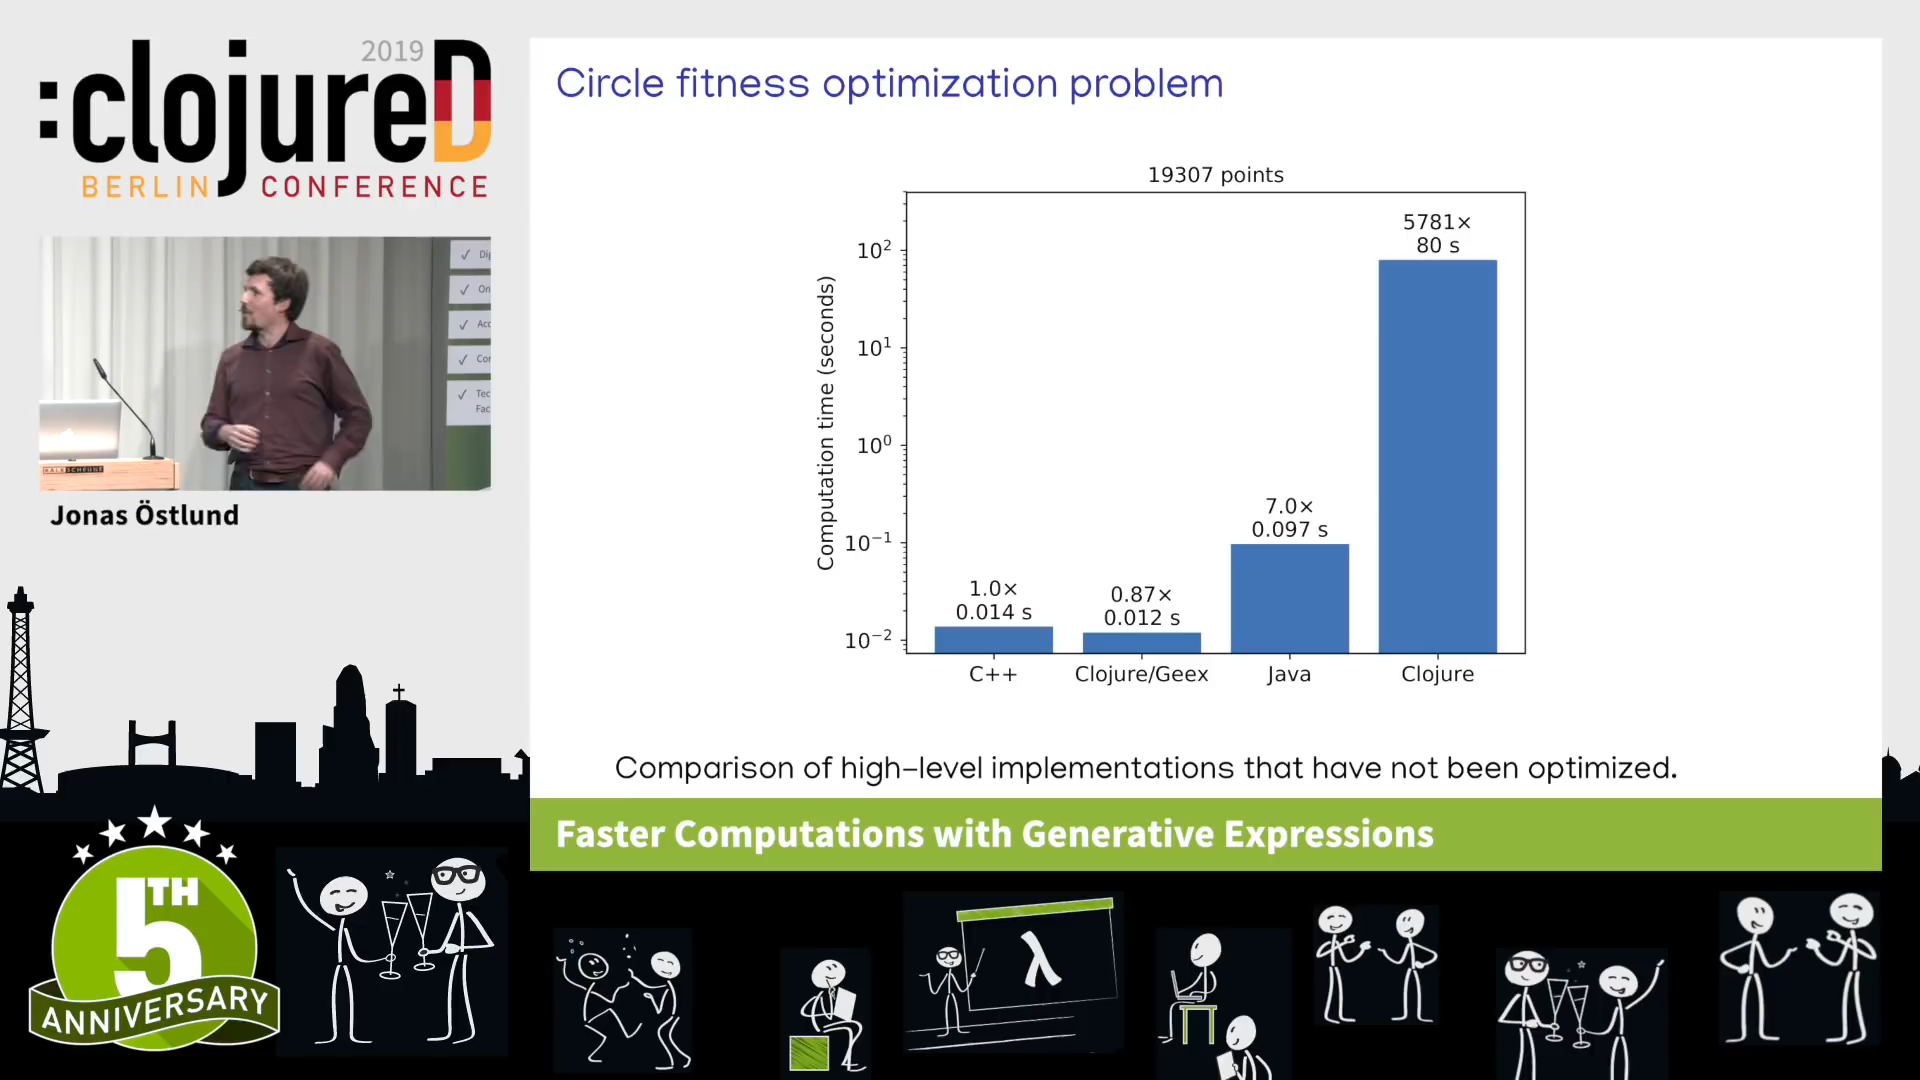 2019
:clojureD
BERLIN CONFERENCE
HALKSCHEUNE
Jonas Östlund
5TH
ANNIVERSARY
Circle fitness optimization problem
19307 points
Computation time (seconds)
10²
10¹
10⁰
10⁻¹
10⁻²
1.0×
0.014 s
0.87×
0.012 s
7.0×
0.097 s
5781×
80 s
C++ Clojure/Geex Java Clojure
Comparison of high-level implementations that have not been optimized.
Faster Computations with Generative Expressions
λ